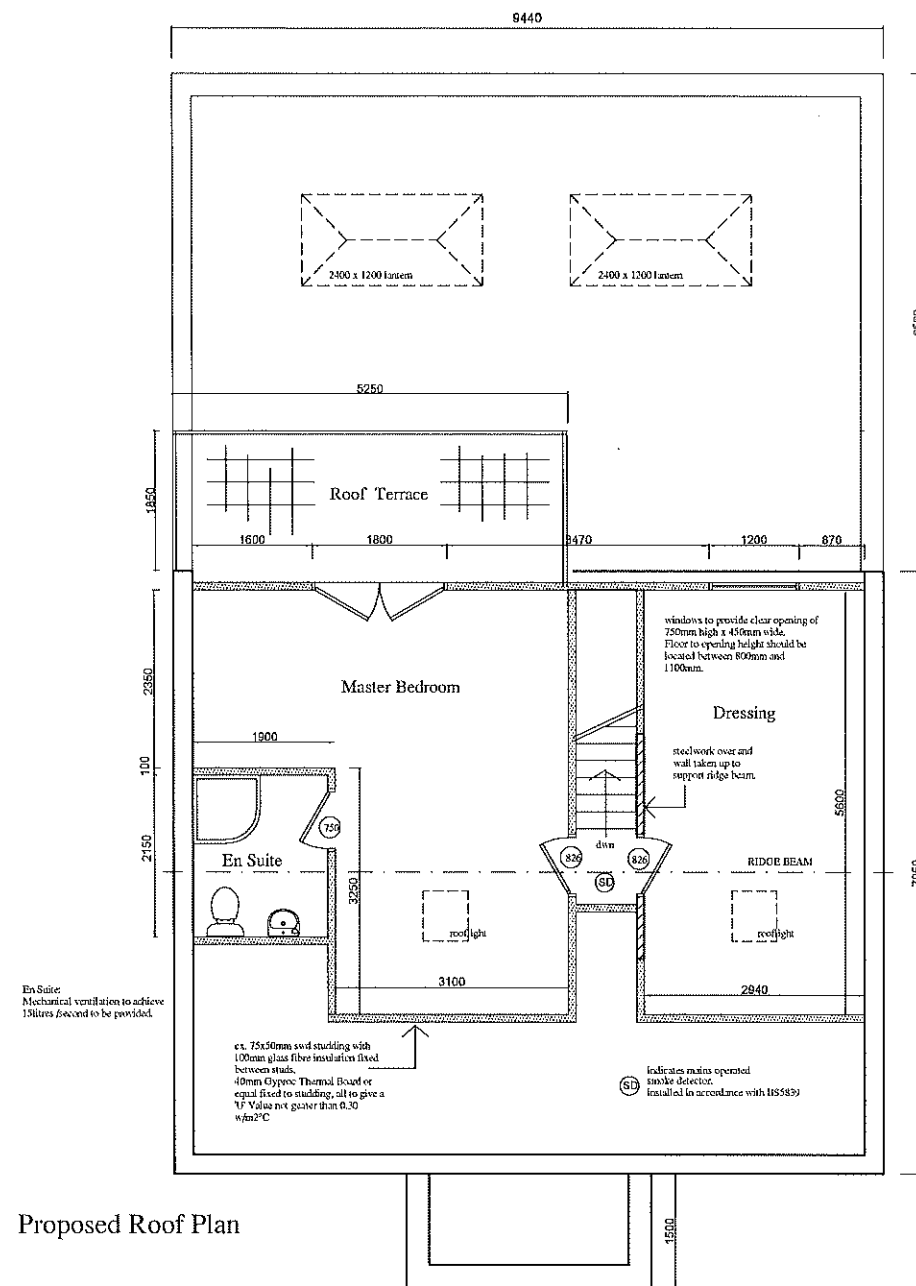 9440
2400 x 1200 lantern
2400 x 1200 lantern
5250
1850
Roof Terrace
1600
1800
3470
1200
870
windows to provide clear opening of
750mm high x 450mm wide.
Floor to opening height should be
located between 800mm and
1100mm.
2350
Master Bedroom
Dressing
1900
steelwork over and
wall taken up to
support ridge beam.
100
5600
750
2150
En Suite
dwn
826
826
RIDGE BEAM
SD
3250
rooflight
rooflight
3100
2940
En Suite:
Mechanical ventilation to achieve
15litres /second to be provided.
ex. 75x50mm swd studding with
100mm glass fibre insulation fixed
between studs.
40mm Gyproc Thermal Board or
equal fixed to studding, all to give a
'U' Value not geater than 0.30
w/m2°C
SD
indicates mains operated
smoke detector.
installed in accordance with BS5839
Proposed Roof Plan
1500